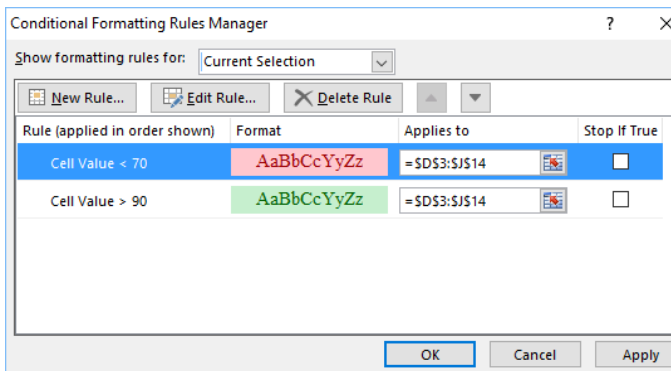 Conditional Formatting Rules Manager ?
Show formatting rules for: Current Selection
New Rule... Edit Rule... Delete Rule
Rule (applied in order shown) Format Applies to Stop If True
Cell Value < 70 AaBbCcYyZz =$D$3:$J$14
Cell Value > 90 AaBbCcYyZz =$D$3:$J$14
OK Cancel Apply